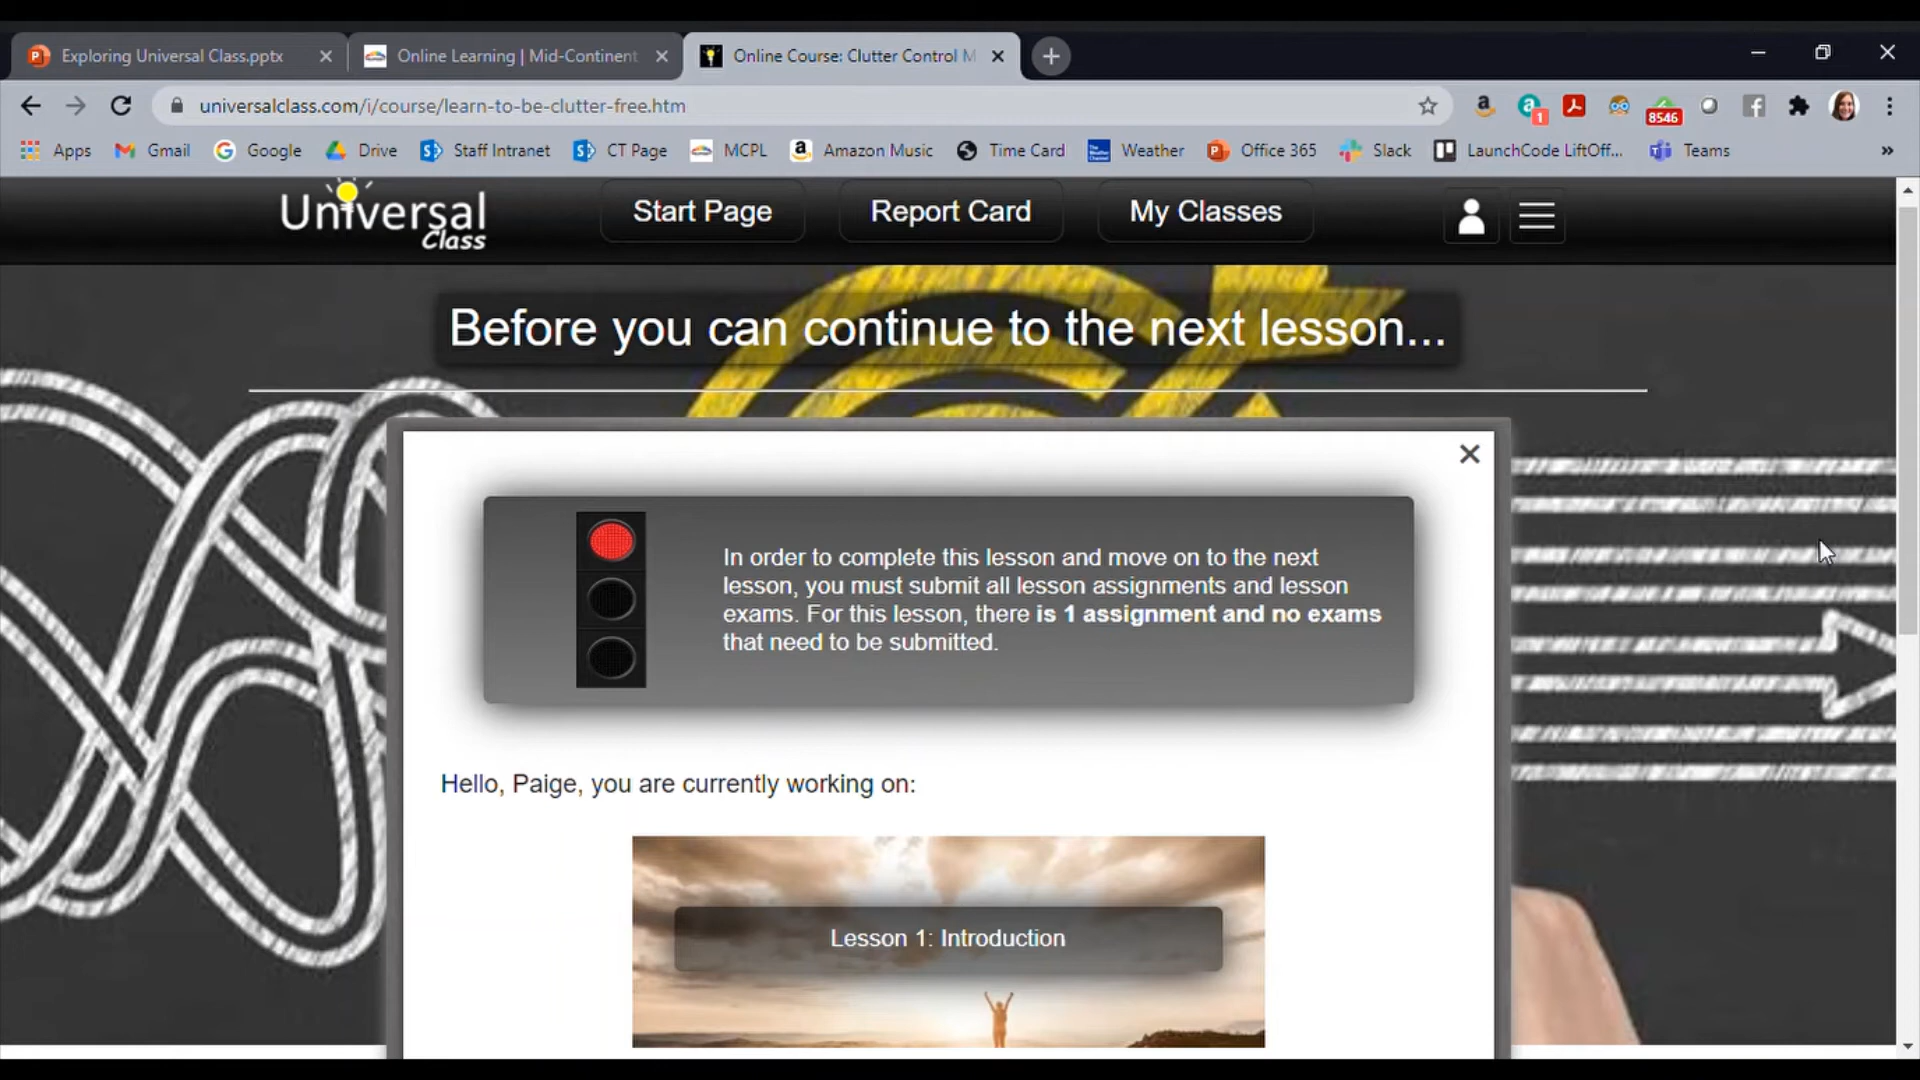 Exploring Universal Class.pptx
Online Learning | Mid-Continent
Online Course: Clutter Control M
universalclass.com/i/course/learn-to-be-clutter-free.htm
1
8546
Apps
Gmail
Google
Drive
Staff Intranet
CT Page
MCPL
Amazon Music
Time Card
Weather
Office 365
Slack
LaunchCode LiftOff...
Teams
»
Universal
Class
Start Page
Report Card
My Classes
Before you can continue to the next lesson...
In order to complete this lesson and move on to the next
lesson, you must submit all lesson assignments and lesson
exams. For this lesson, there is 1 assignment and no exams
that need to be submitted.
Hello, Paige, you are currently working on:
Lesson 1: Introduction